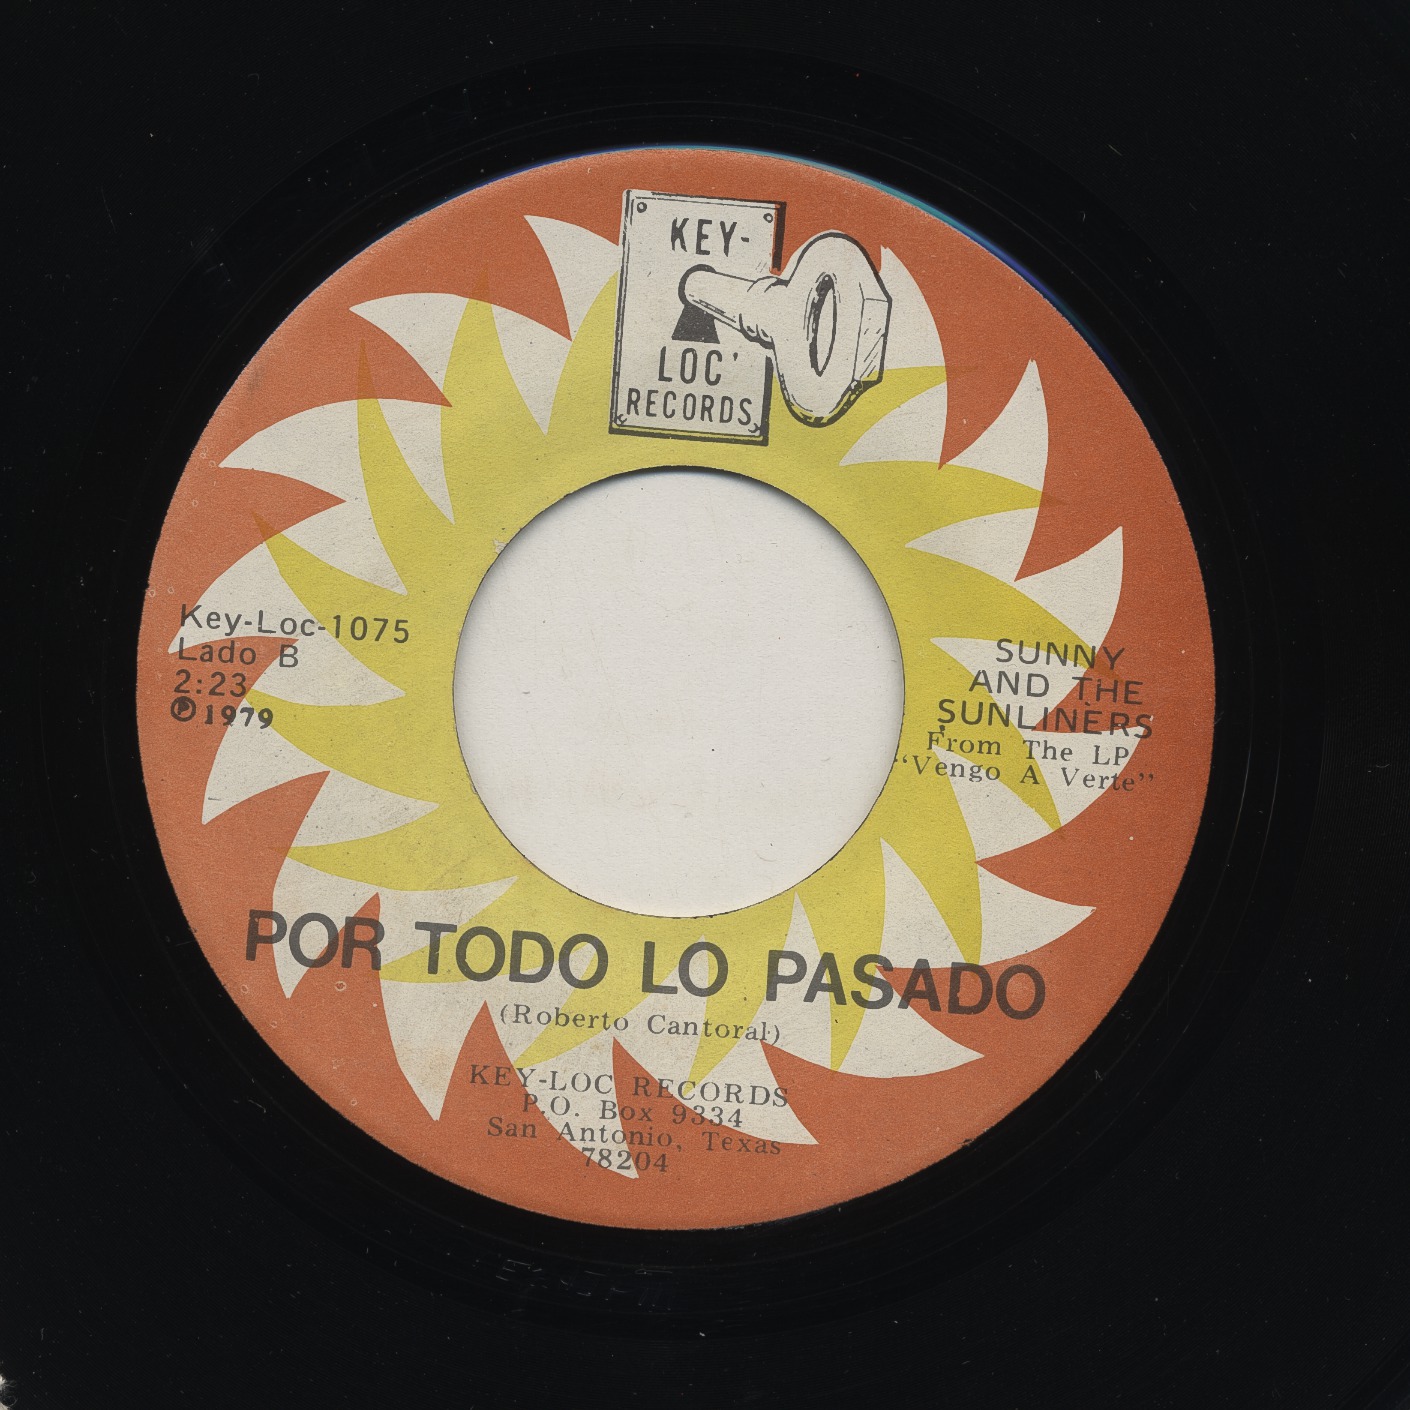 KEY-
LOC'
RECORDS
Key-Loc-1075
Lado B
2:23
Ⓟ1979
SUNNY
AND THE
SUNLINERS
From The LP
“Vengo A Verte”
POR TODO LO PASADO
(Roberto Cantoral)
KEY-LOC RECORDS
P.O. Box 9334
San Antonio, Texas
78204